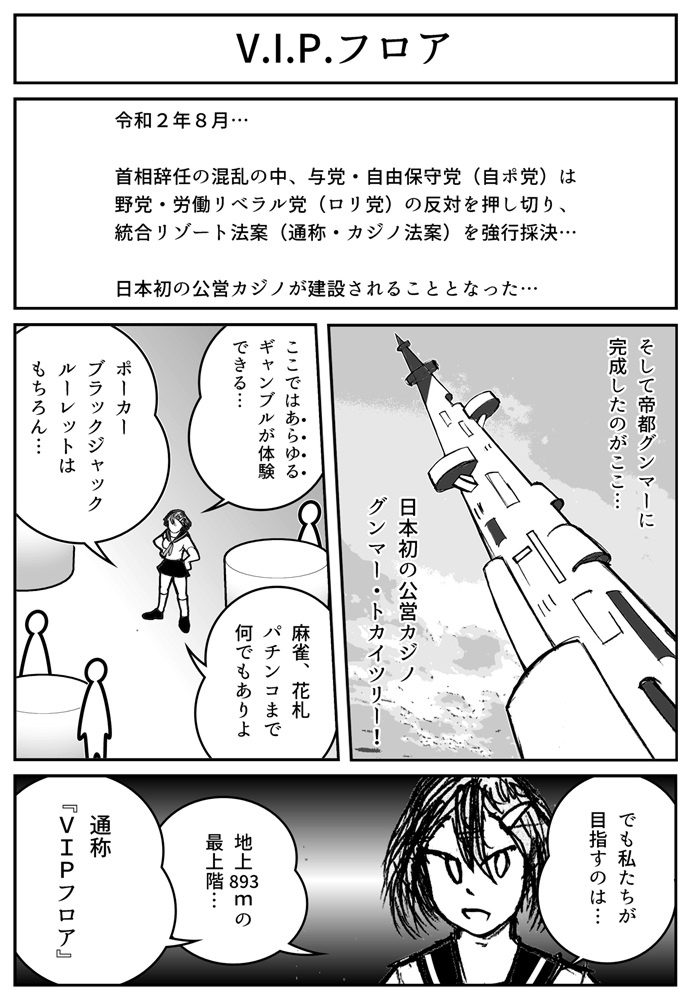 V.I.P.フロア
令和２年８月…
首相辞任の混乱の中、与党・自由保守党（自ポ党）は
野党・労働リベラル党（ロリ党）の反対を押し切り、
統合リゾート法案（通称・カジノ法案）を強行採決…
日本初の公営カジノが建設されることとなった…
そして帝都グンマーに
完成したのがここ…
日本初の公営カジノ
グンマー・トカイツリー！
ここではあらゆる
ギャンブルが体験
できる…
ポーカー
ブラックジャック
ルーレットは
もちろん…
麻雀、花札
パチンコまで
何でもありよ
でも私たちが
目指すのは…
地上893ｍの
最上階…
通称
『ＶＩＰフロア』